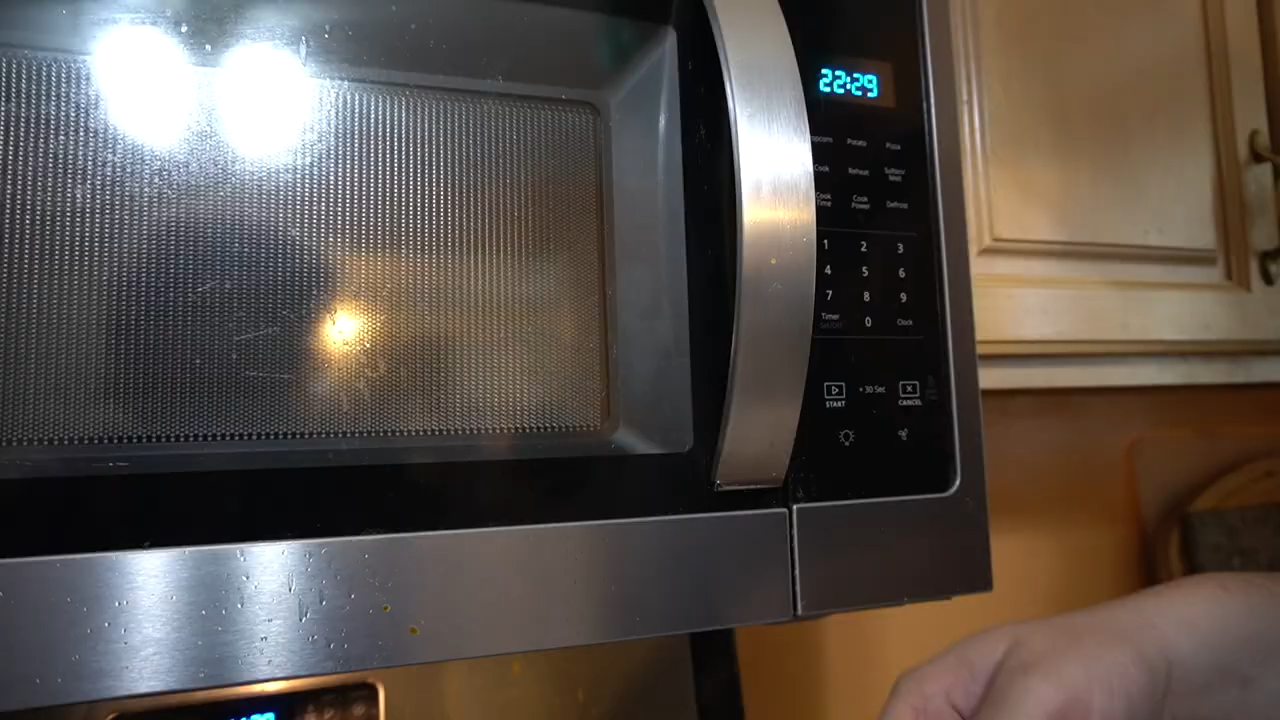 22:29
Potato Pizza
Cook Reheat Soften/
Melt
Cook
Time Cook
Power Defrost
1 2 3
4 5 6
7 8 9
Timer 0 Clock
START +30 Sec CANCEL